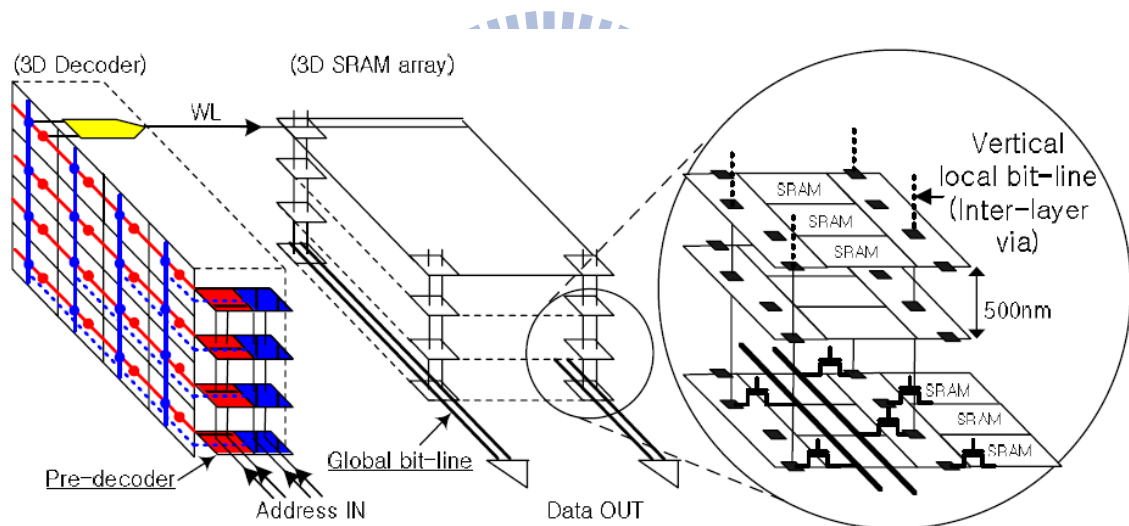 (3D Decoder)
(3D SRAM array)
WL
Vertical
local bit-line
(Inter-layer
via)
SRAM
SRAM
SRAM
500nm
SRAM
SRAM
SRAM
Pre-decoder
Address IN
Global bit-line
Data OUT